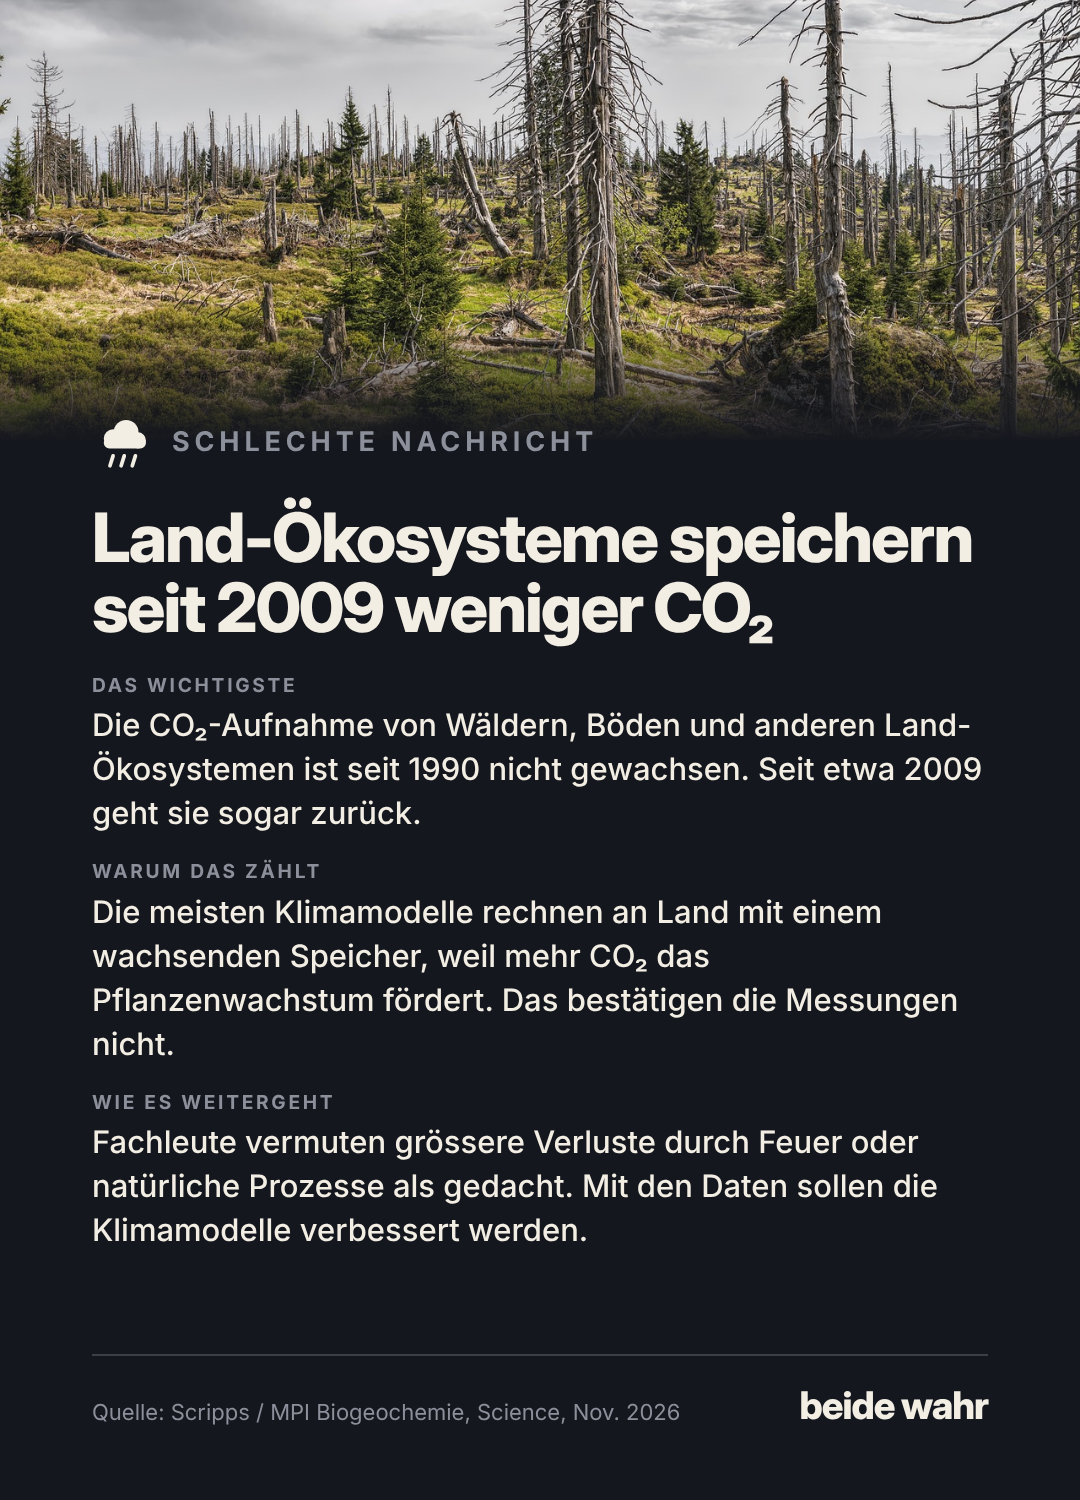 SCHLECHTE NACHRICHT
Land-Ökosysteme speichern
seit 2009 weniger CO₂
DAS WICHTIGSTE
Die CO₂-Aufnahme von Wäldern, Böden und anderen Land-
Ökosystemen ist seit 1990 nicht gewachsen. Seit etwa 2009
geht sie sogar zurück.
WARUM DAS ZÄHLT
Die meisten Klimamodelle rechnen an Land mit einem
wachsenden Speicher, weil mehr CO₂ das
Pflanzenwachstum fördert. Das bestätigen die Messungen
nicht.
WIE ES WEITERGEHT
Fachleute vermuten grössere Verluste durch Feuer oder
natürliche Prozesse als gedacht. Mit den Daten sollen die
Klimamodelle verbessert werden.
Quelle: Scripps / MPI Biogeochemie, Science, Nov. 2026
beide wahr